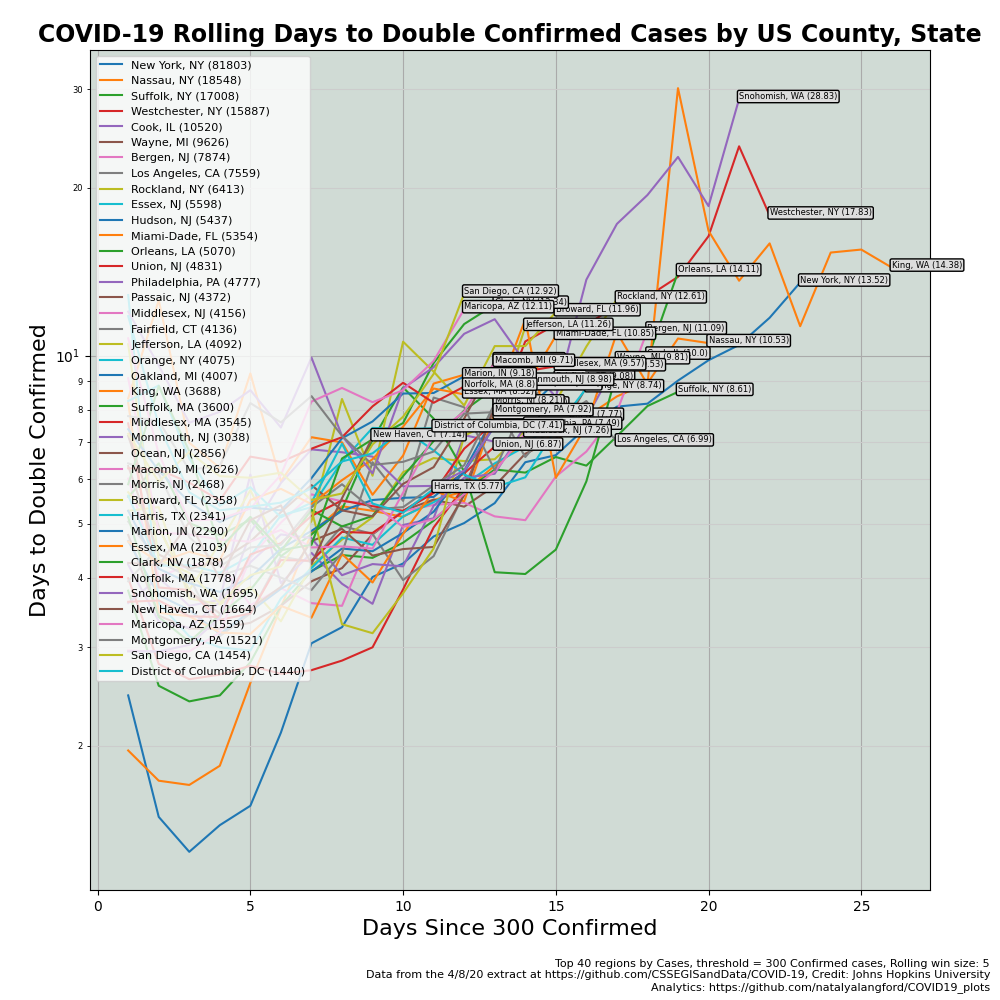 COVID-19 Rolling Days to Double Confirmed Cases by US County, State
Days to Double Confirmed
30
20
10¹
9
8
7
6
5
4
3
2
New York, NY (81803)
Nassau, NY (18548)
Suffolk, NY (17008)
Westchester, NY (15887)
Cook, IL (10520)
Wayne, MI (9626)
Bergen, NJ (7874)
Los Angeles, CA (7559)
Rockland, NY (6413)
Essex, NJ (5598)
Hudson, NJ (5437)
Miami-Dade, FL (5354)
Orleans, LA (5070)
Union, NJ (4831)
Philadelphia, PA (4777)
Passaic, NJ (4372)
Middlesex, NJ (4156)
Fairfield, CT (4136)
Jefferson, LA (4092)
Orange, NY (4075)
Oakland, MI (4007)
King, WA (3688)
Suffolk, MA (3600)
Middlesex, MA (3545)
Monmouth, NJ (3038)
Ocean, NJ (2856)
Macomb, MI (2626)
Morris, NJ (2468)
Broward, FL (2358)
Harris, TX (2341)
Marion, IN (2290)
Essex, MA (2103)
Clark, NV (1878)
Norfolk, MA (1778)
Snohomish, WA (1695)
New Haven, CT (1664)
Maricopa, AZ (1559)
Montgomery, PA (1521)
San Diego, CA (1454)
District of Columbia, DC (1440)
Snohomish, WA (28.83)
Westchester, NY (17.83)
King, WA (14.38)
Orleans, LA (14.11)
New York, NY (13.52)
San Diego, CA (12.92)
Rockland, NY (12.61)
Maricopa, AZ (12.11)
Broward, FL (11.96)
Jefferson, LA (11.26)
Bergen, NJ (11.09)
Miami-Dade, FL (10.85)
Nassau, NY (10.53)
Macomb, MI (9.71)
Wayne, MI (9.81)
Marion, IN (9.18)
Monmouth, NJ (8.98)
Norfolk, MA (8.8)
Suffolk, NY (8.61)
Morris, NJ (8.21)
Montgomery, PA (7.92)
District of Columbia, DC (7.41)
New Haven, CT (7.14)
Los Angeles, CA (6.99)
Union, NJ (6.87)
Harris, TX (5.77)
0
5
10
15
20
25
Days Since 300 Confirmed
Top 40 regions by Cases, threshold = 300 Confirmed cases, Rolling win size: 5
Data from the 4/8/20 extract at https://github.com/CSSEGISandData/COVID-19, Credit: Johns Hopkins University
Analytics: https://github.com/natalyalangford/COVID19_plots